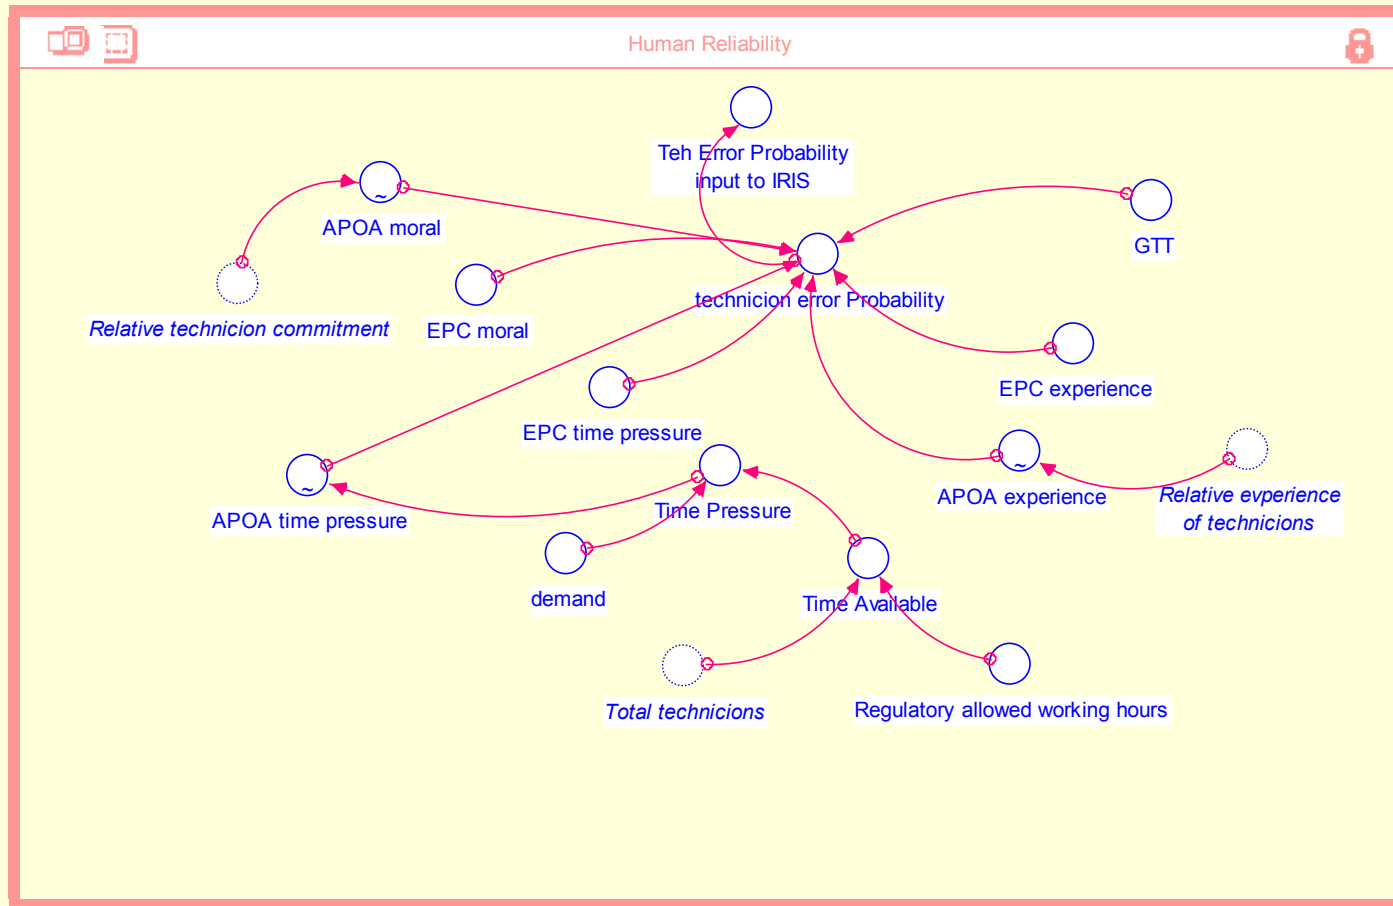 Human Reliability
Teh Error Probability
input to IRIS
APOA moral
GTT
technicion error Probability
Relative technicion commitment
EPC moral
EPC experience
EPC time pressure
APOA experience
Relative evperience
of technicions
APOA time pressure
Time Pressure
demand
Time Available
Total technicions
Regulatory allowed working hours